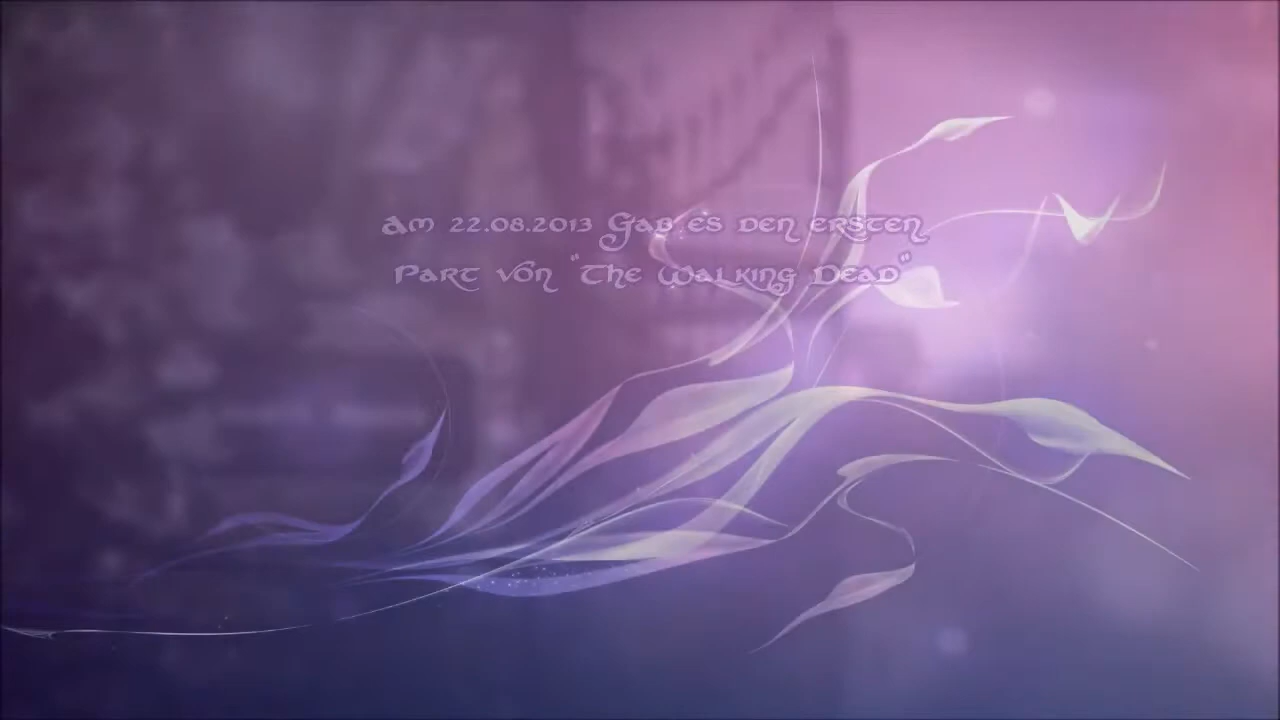 Am 22.08.2013 Gab es den ersten
Part von "The Walking Dead"